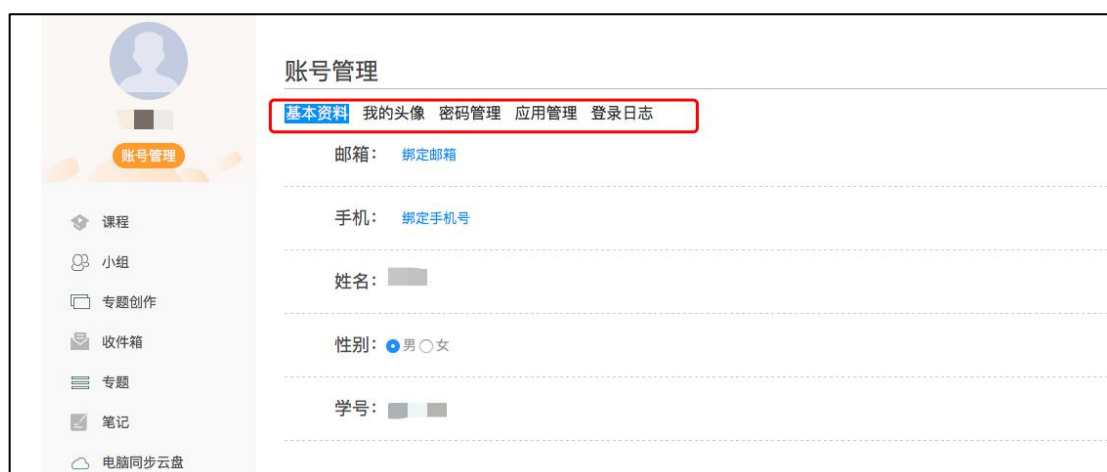 账号管理
课程
小组
专题创作
收件箱
专题
笔记
电脑同步云盘
账号管理
基本资料 我的头像 密码管理 应用管理 登录日志
邮箱： 绑定邮箱
手机： 绑定手机号
姓名：
性别： 男 女
学号：